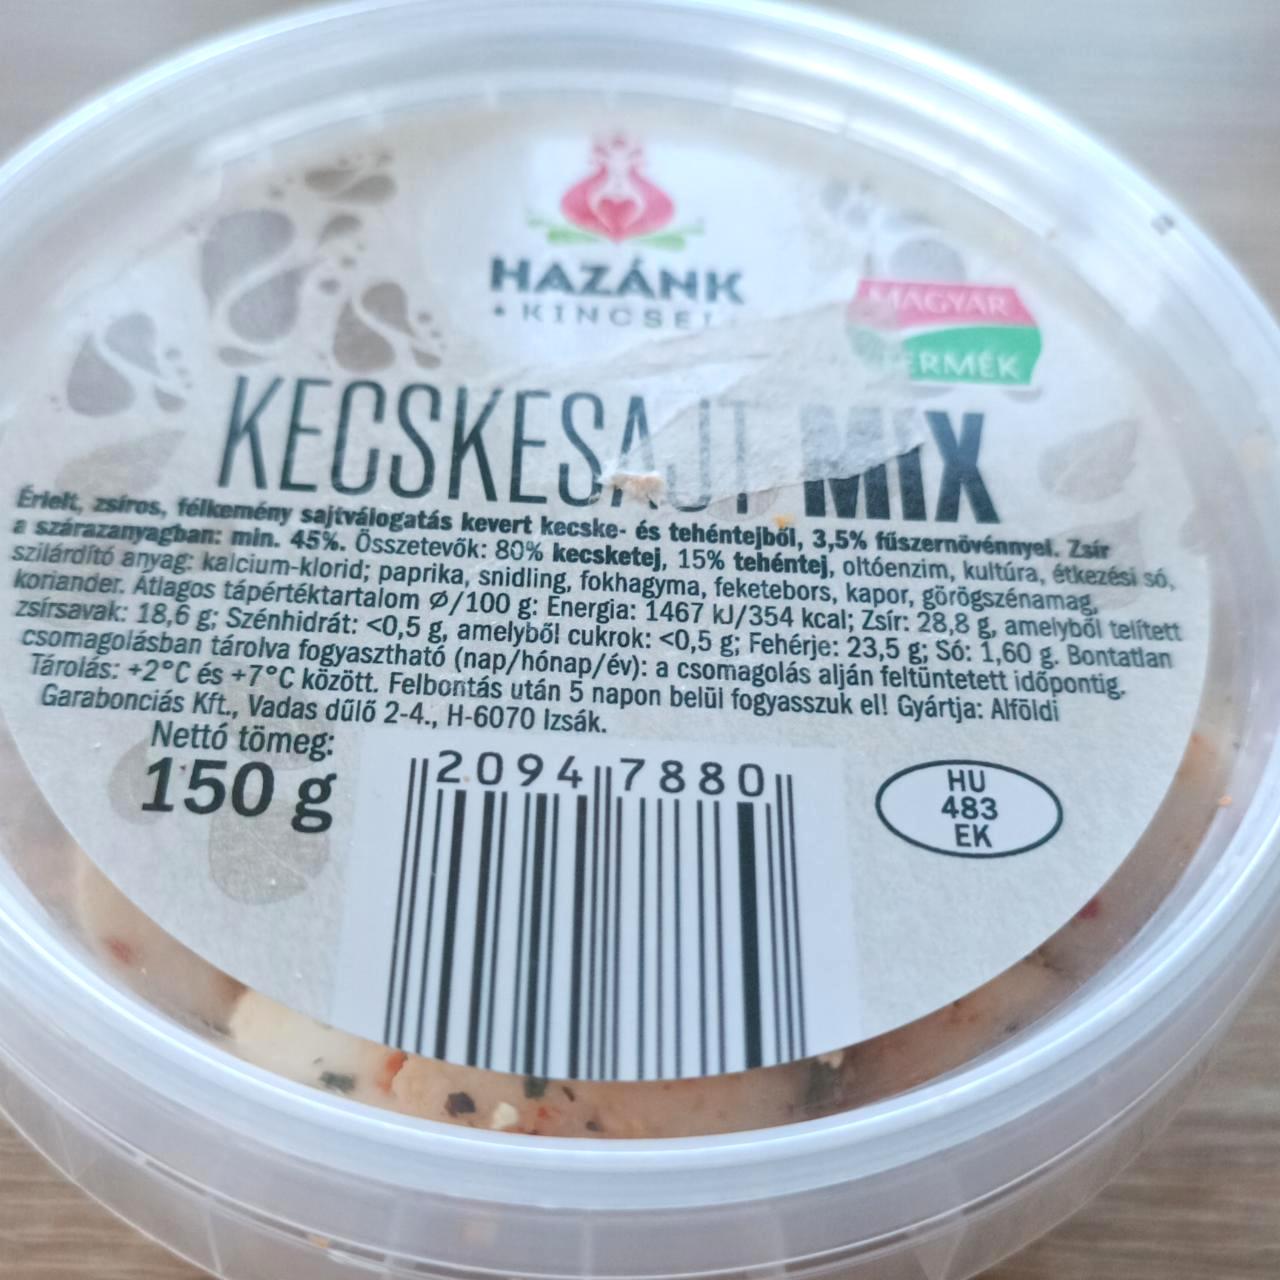 HAZÁNK
• KINCSEI
MAGYAR
TERMÉK
KECSKESAJT MIX
Érlelt, zsíros, félkemény sajtválogatás kevert kecske- és tehéntejből, 3,5% fűszernövénnyel. Zsír
a szárazanyagban: min. 45%. Összetevők: 80% kecsketej, 15% tehéntej, oltóenzim, kultúra, étkezési só,
szilárdító anyag: kalcium-klorid; paprika, snidling, fokhagyma, feketebors, kapor, görögszénamag,
koriander. Átlagos tápértéktartalom Ø/100 g: Energia: 1467 kJ/354 kcal; Zsír: 28,8 g, amelyből telített
zsírsavak: 18,6 g; Szénhidrát: <0,5 g, amelyből cukrok: <0,5 g; Fehérje: 23,5 g; Só: 1,60 g. Bontatlan
csomagolásban tárolva fogyasztható (nap/hónap/év): a csomagolás alján feltüntetett időpontig.
Tárolás: +2°C és +7°C között. Felbontás után 5 napon belül fogyasszuk el! Gyártja: Alföldi
Garabonciás Kft., Vadas dűlő 2-4., H-6070 Izsák.
Nettó tömeg:
150 g
2094 7880
HU
483
EK